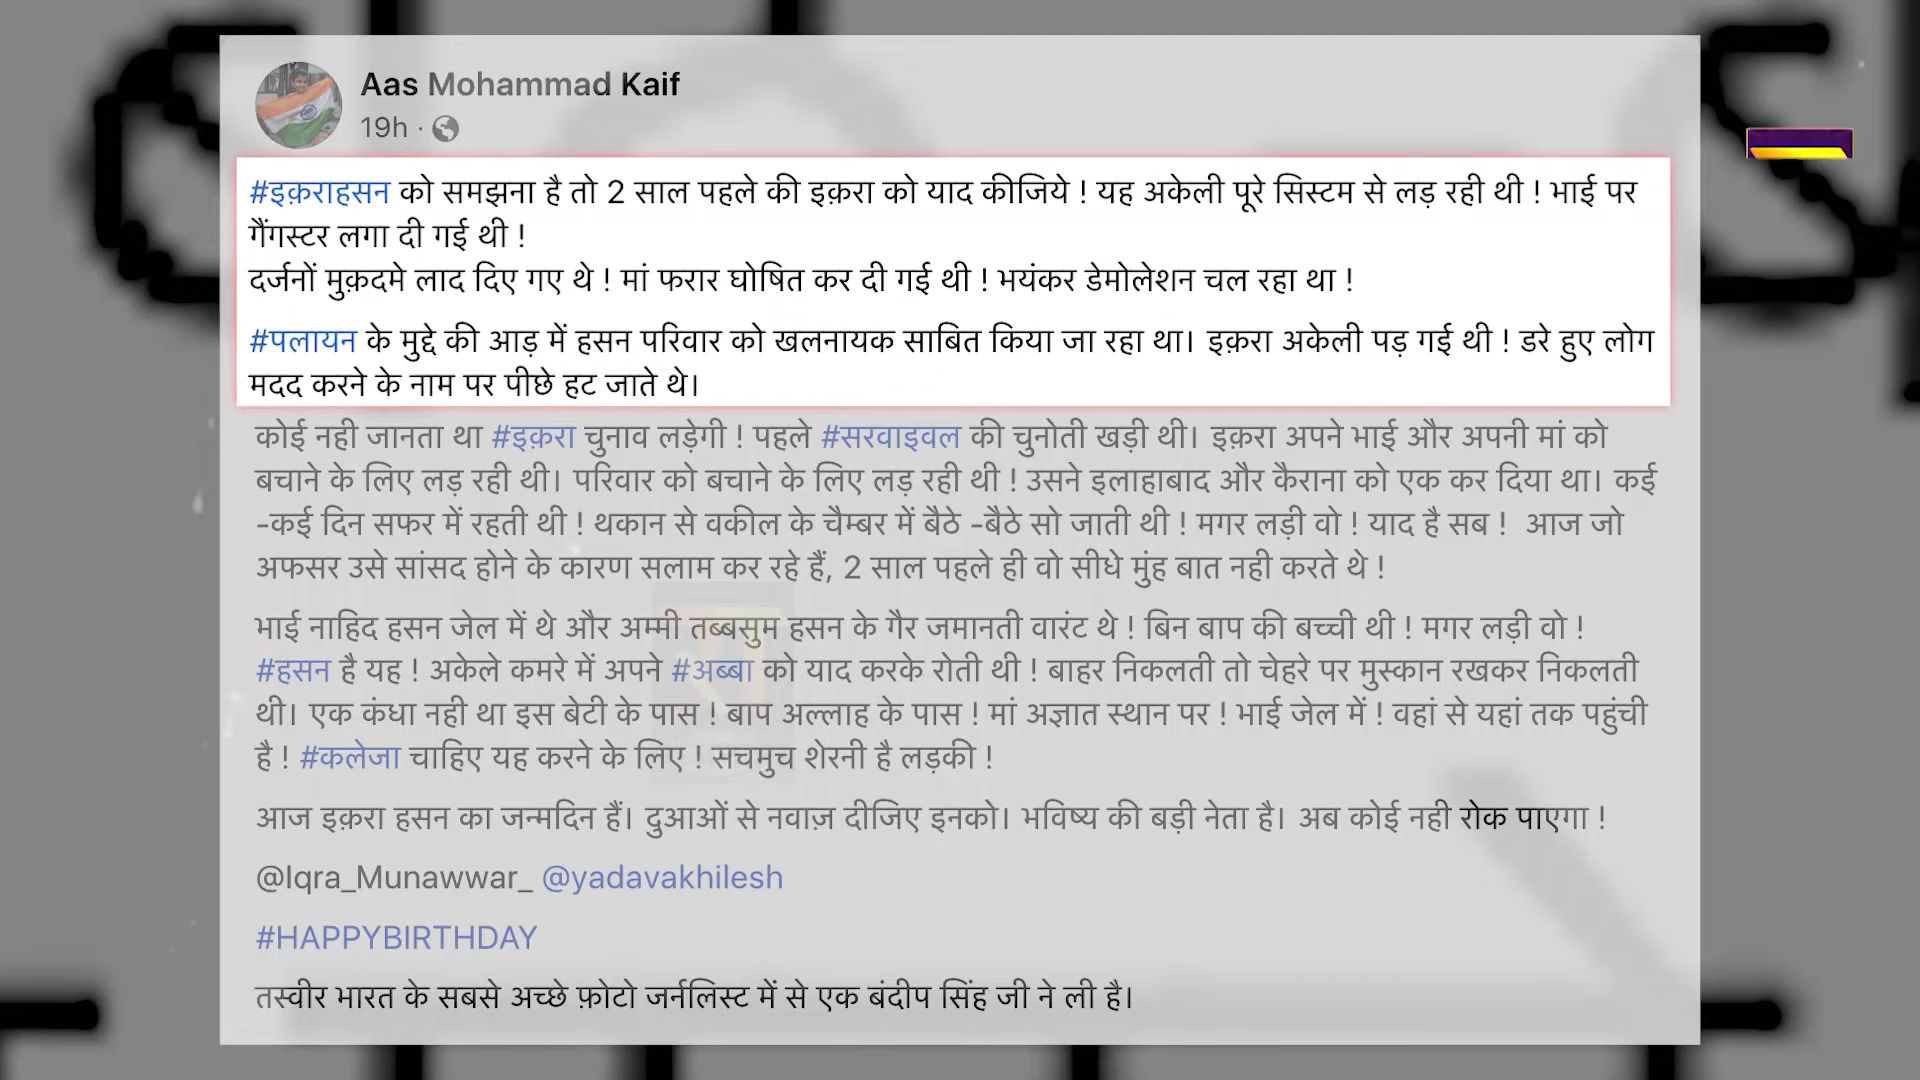 Aas Mohammad Kaif
19h ·
#इक़राहसन को समझना है तो 2 साल पहले की इक़रा को याद कीजिये ! यह अकेली पूरे सिस्टम से लड़ रही थी ! भाई पर
गैंगस्टर लगा दी गई थी !
दर्जनों मुक़दमे लाद दिए गए थे ! मां फरार घोषित कर दी गई थी ! भयंकर डेमोलेशन चल रहा था !
#पलायन के मुद्दे की आड़ में हसन परिवार को खलनायक साबित किया जा रहा था। इक़रा अकेली पड़ गई थी ! डरे हुए लोग
मदद करने के नाम पर पीछे हट जाते थे।
कोई नही जानता था #इक़रा चुनाव लड़ेगी ! पहले #सरवाइवल की चुनोती खड़ी थी। इक़रा अपने भाई और अपनी मां को
बचाने के लिए लड़ रही थी। परिवार को बचाने के लिए लड़ रही थी ! उसने इलाहाबाद और कैराना को एक कर दिया था। कई
-कई दिन सफर में रहती थी ! थकान से वकील के चैम्बर में बैठे -बैठे सो जाती थी ! मगर लड़ी वो ! याद है सब ! आज जो
अफसर उसे सांसद होने के कारण सलाम कर रहे हैं, 2 साल पहले ही वो सीधे मुंह बात नही करते थे !
भाई नाहिद हसन जेल में थे और अम्मी तब्बसुम हसन के गैर जमानती वारंट थे ! बिन बाप की बच्ची थी ! मगर लड़ी वो !
#हसन है यह ! अकेले कमरे में अपने #अब्बा को याद करके रोती थी ! बाहर निकलती तो चेहरे पर मुस्कान रखकर निकलती
थी। एक कंधा नही था इस बेटी के पास ! बाप अल्लाह के पास ! मां अज्ञात स्थान पर ! भाई जेल में ! वहां से यहां तक पहुंची
है ! #कलेजा चाहिए यह करने के लिए ! सचमुच शेरनी है लड़की !
आज इक़रा हसन का जन्मदिन हैं। दुआओं से नवाज़ दीजिए इनको। भविष्य की बड़ी नेता है। अब कोई नही रोक पाएगा !
@Iqra_Munawwar_ @yadavakhilesh
#HAPPYBIRTHDAY
तस्वीर भारत के सबसे अच्छे फ़ोटो जर्नलिस्ट में से एक बंदीप सिंह जी ने ली है।